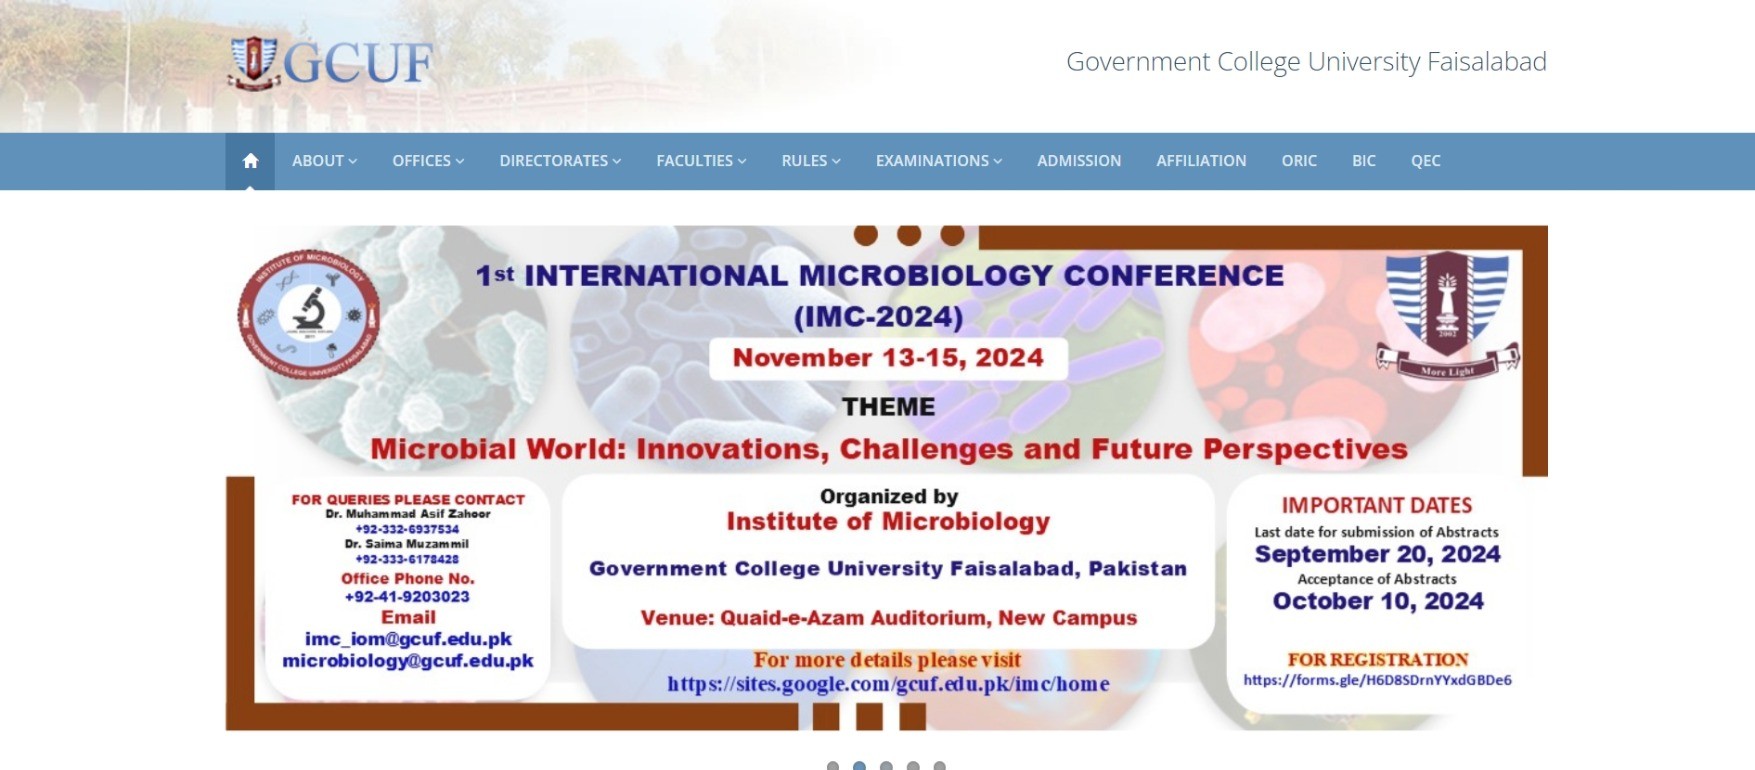 GCUF
Government College University Faisalabad
ABOUT
OFFICES
DIRECTORATES
FACULTIES
RULES
EXAMINATIONS
ADMISSION
AFFILIATION
ORIC
BIC
QEC
INSTITUTE OF MICROBIOLOGY
GOVERNMENT COLLEGE UNIVERSITY FAISALABAD
1st INTERNATIONAL MICROBIOLOGY CONFERENCE
(IMC-2024)
November 13-15, 2024
2002
More Light
THEME
Microbial World: Innovations, Challenges and Future Perspectives
FOR QUERIES PLEASE CONTACT
Dr. Muhammad Asif Zahoor
+92-332-6937534
Dr. Saima Muzammil
+92-333-6178428
Office Phone No.
+92-41-9203023
Email
imc_iom@gcuf.edu.pk
microbiology@gcuf.edu.pk
Organized by
Institute of Microbiology
Government College University Faisalabad, Pakistan
Venue: Quaid-e-Azam Auditorium, New Campus
For more details please visit
https://sites.google.com/gcuf.edu.pk/imc/home
IMPORTANT DATES
Last date for submission of Abstracts
September 20, 2024
Acceptance of Abstracts
October 10, 2024
FOR REGISTRATION
https://forms.gle/H6D8SDrnYYxdGBDe6